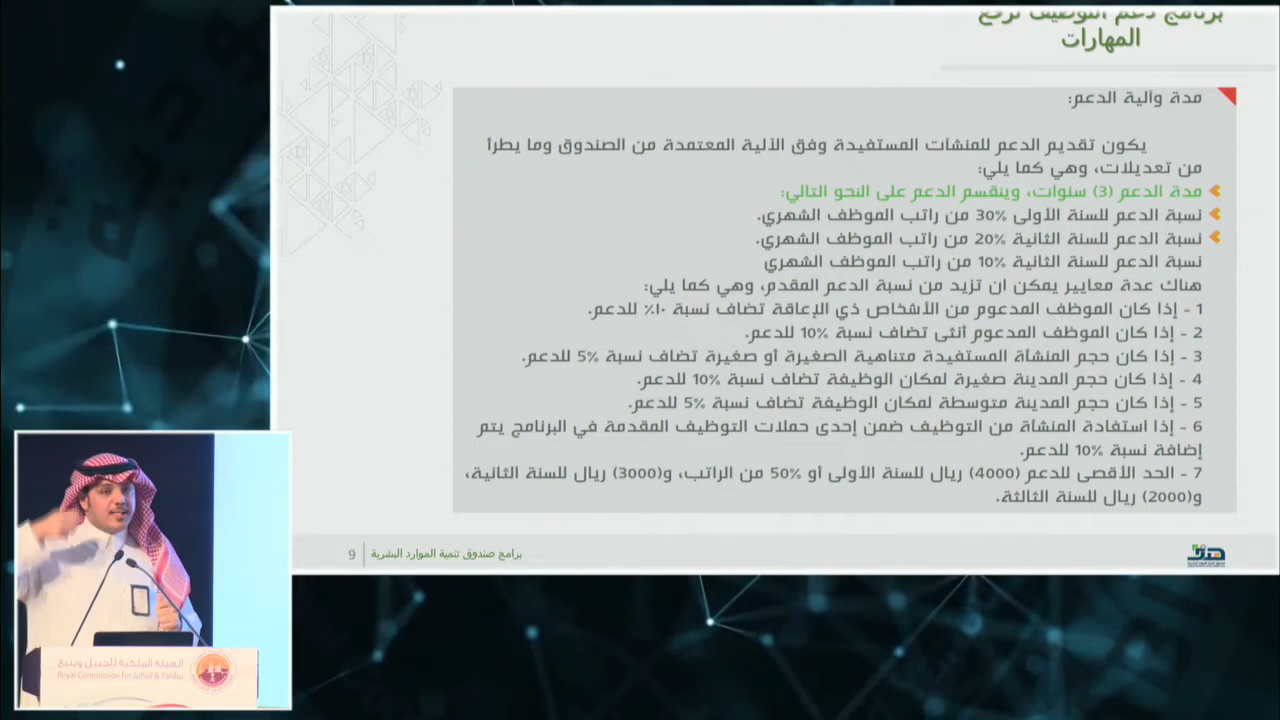 برنامج دعم التوظيف لرفع
المهارات
مدة وآلية الدعم:
يكون تقديم الدعم للمنشآت المستفيدة وفق الآلية المعتمدة من الصندوق وما يطرأ
من تعديلات، وهي كما يلي:
مدة الدعم (3) سنوات، وينقسم الدعم على النحو التالي:
نسبة الدعم للسنة الأولى 30% من راتب الموظف الشهري.
نسبة الدعم للسنة الثانية 20% من راتب الموظف الشهري.
نسبة الدعم للسنة الثانية 10% من راتب الموظف الشهري
هناك عدة معايير يمكن ان تزيد من نسبة الدعم المقدم، وهي كما يلي:
1 - إذا كان الموظف المدعوم من الأشخاص ذي الإعاقة تضاف نسبة ١٠٪ للدعم.
2 - إذا كان الموظف المدعوم أنثى تضاف نسبة 10% للدعم.
3 - إذا كان حجم المنشأة المستفيدة متناهية الصغيرة أو صغيرة تضاف نسبة 5% للدعم.
4 - إذا كان حجم المدينة صغيرة لمكان الوظيفة تضاف نسبة 10% للدعم.
5 - إذا كان حجم المدينة متوسطة لمكان الوظيفة تضاف نسبة 5% للدعم.
6 - إذا استفادة المنشأة من التوظيف ضمن إحدى حملات التوظيف المقدمة في البرنامج يتم
إضافة نسبة 10% للدعم.
7 - الحد الأقصى للدعم (4000) ريال للسنة الأولى أو 50% من الراتب، و(3000) ريال للسنة الثانية،
و(2000) ريال للسنة الثالثة.
برامج صندوق تنمية الموارد البشرية 9
هدف
الهيئة الملكية للجبيل وينبع
Royal Commission for Jubail & Yanbu